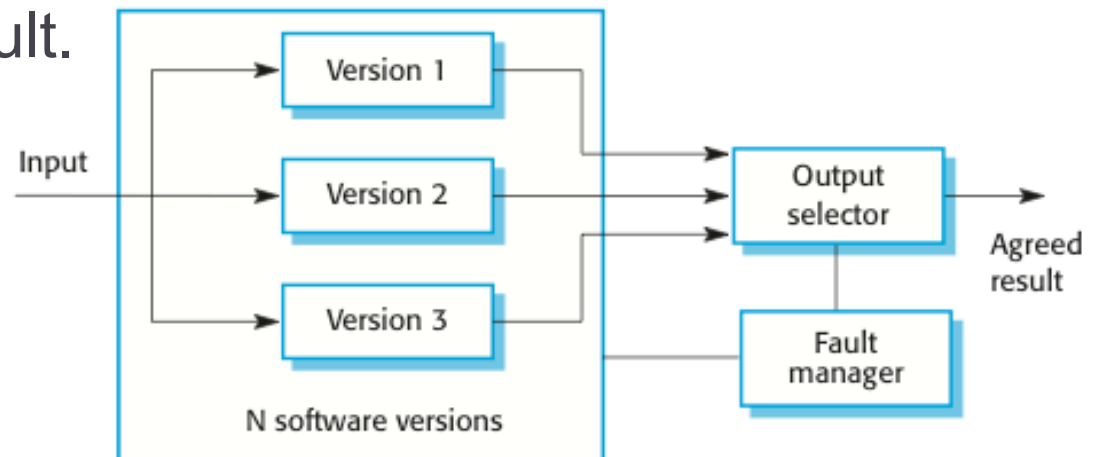 ult.
Version 1
Input
Version 2
Output
selector
Agreed
result
Version 3
Fault
manager
N software versions